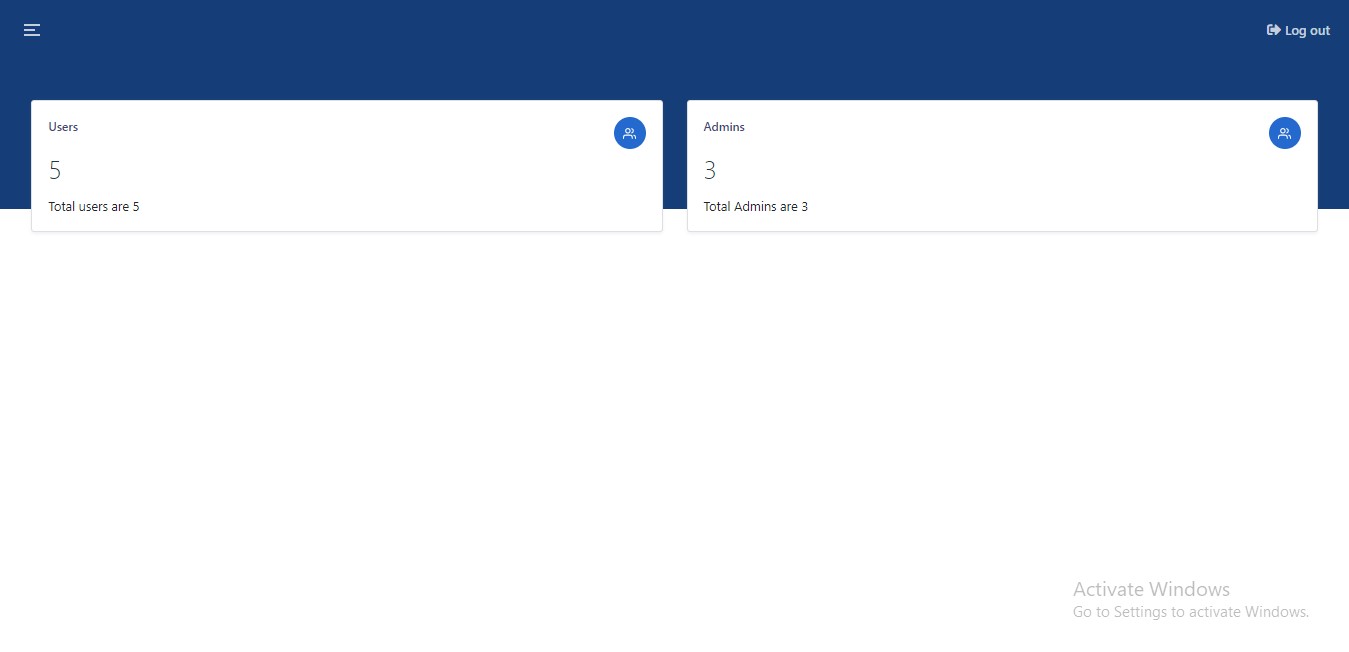 Log out
Users
5
Total users are 5
Admins
3
Total Admins are 3
Activate Windows
Go to Settings to activate Windows.